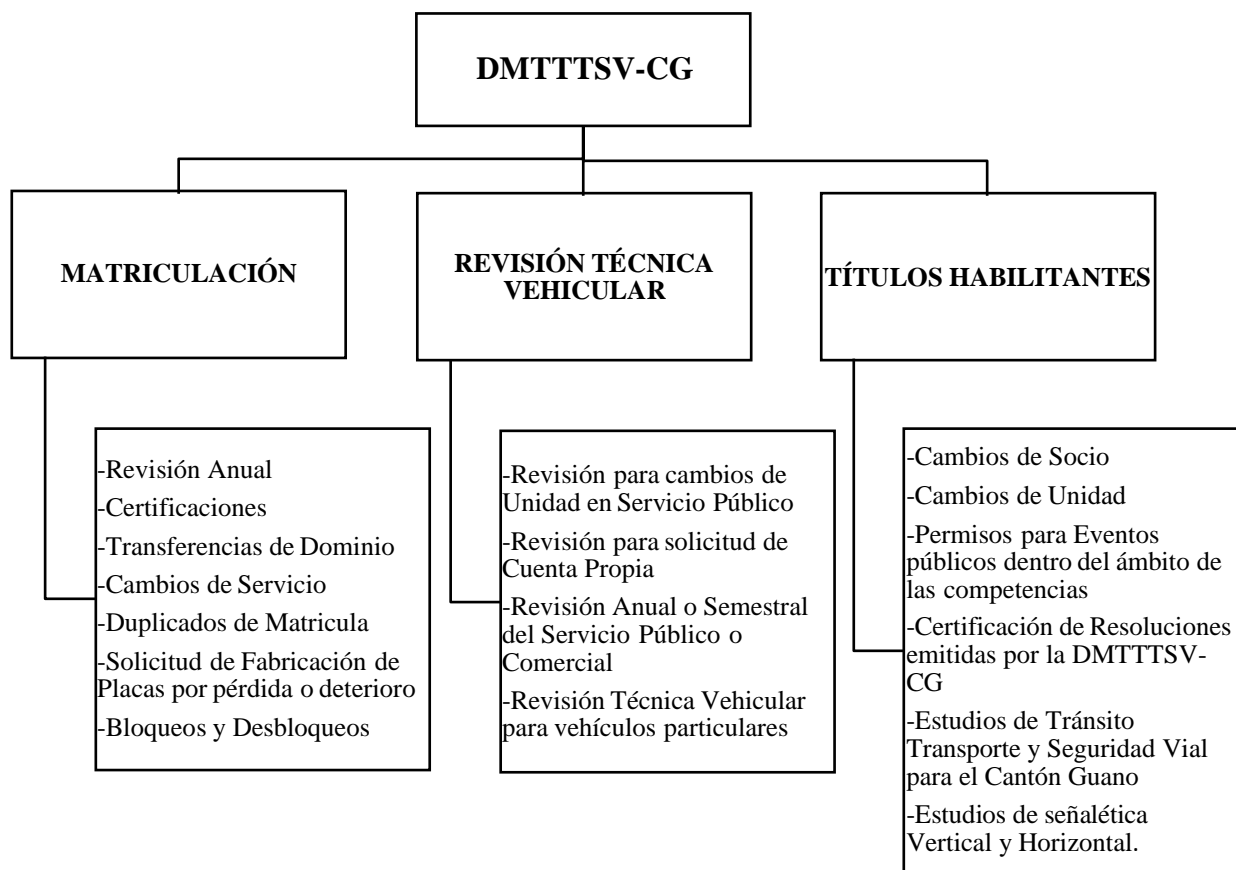 DMTTTSV-CG
MATRICULACIÓN
REVISIÓN TÉCNICA
VEHICULAR
TÍTULOS HABILITANTES
-Revisión Anual
-Certificaciones
-Transferencias de Dominio
-Cambios de Servicio
-Duplicados de Matricula
-Solicitud de Fabricación de
Placas por pérdida o deterioro
-Bloqueos y Desbloqueos
-Revisión para cambios de
Unidad en Servicio Público
-Revisión para solicitud de
Cuenta Propia
-Revisión Anual o Semestral
del Servicio Público o
Comercial
-Revisión Técnica Vehicular
para vehículos particulares
-Cambios de Socio
-Cambios de Unidad
-Permisos para Eventos
públicos dentro del ámbito de
las competencias
-Certificación de Resoluciones
emitidas por la DMTTTSV-
CG
-Estudios de Tránsito
Transporte y Seguridad Vial
para el Cantón Guano
-Estudios de señalética
Vertical y Horizontal.